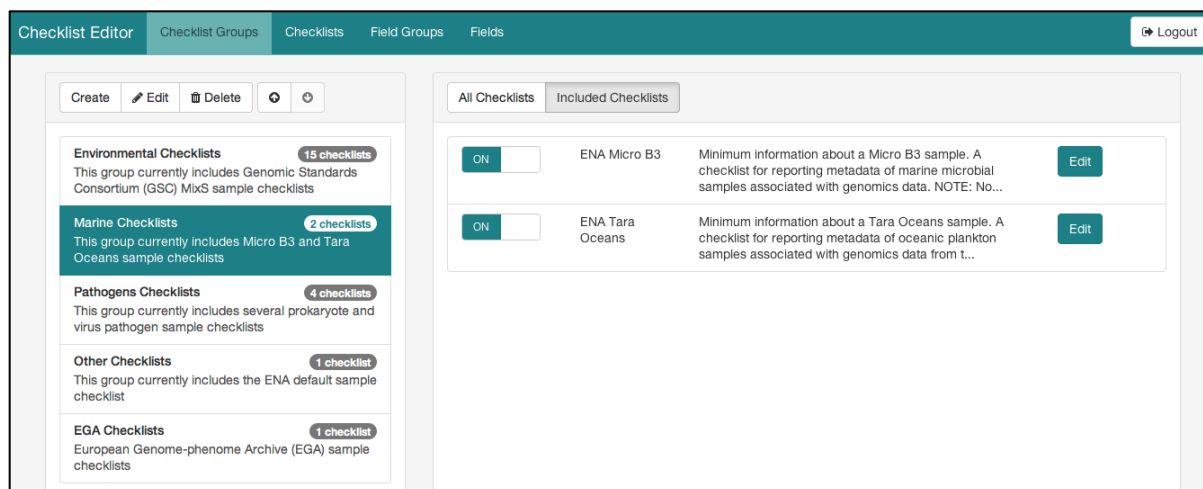 Checklist Editor Checklist Groups Checklists Field Groups Fields Logout
Create Edit Delete
Environmental Checklists 15 checklists
This group currently includes Genomic Standards
Consortium (GSC) MixS sample checklists
Marine Checklists 2 checklists
This group currently includes Micro B3 and Tara
Oceans sample checklists
Pathogens Checklists 4 checklists
This group currently includes several prokaryote and
virus pathogen sample checklists
Other Checklists 1 checklist
This group currently includes the ENA default sample
checklist
EGA Checklists 1 checklist
European Genome-phenome Archive (EGA) sample
checklists
All Checklists Included Checklists
ON ENA Micro B3 Minimum information about a Micro B3 sample. A Edit
checklist for reporting metadata of marine microbial
samples associated with genomics data. NOTE: No...
ON ENA Tara Minimum information about a Tara Oceans sample. A Edit
Oceans checklist for reporting metadata of oceanic plankton
samples associated with genomics data from t...